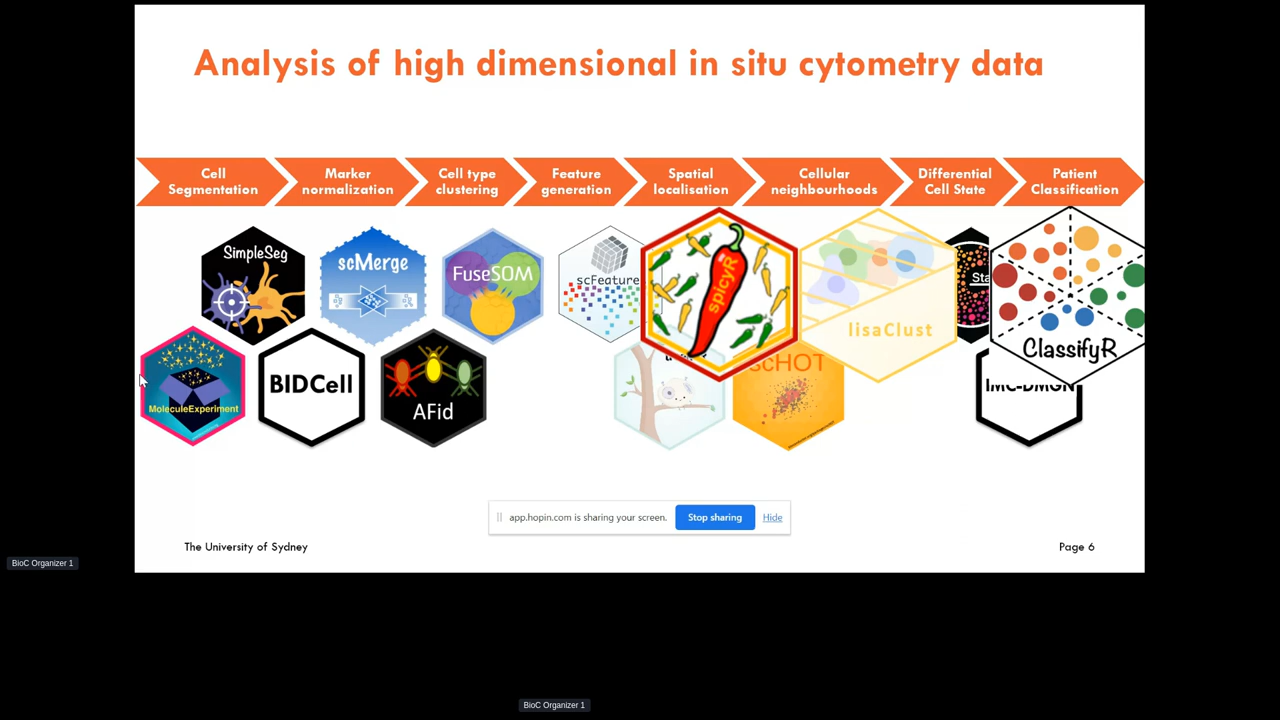 Analysis of high dimensional in situ cytometry data
Cell
Segmentation
Marker
normalization
Cell type
clustering
Feature
generation
Spatial
localisation
Cellular
neighbourhoods
Differential
Cell State
Patient
Classification
SimpleSeg
scMerge
FuseSOM
scFeature
spicyR
lisaClust
Sta
ClassifyR
MoleculeExperiment
BIDCell
AFid
scHOT
IMC-DMGN
app.hopin.com is sharing your screen.
Stop sharing
Hide
The University of Sydney
Page 6
BioC Organizer 1
BioC Organizer 1